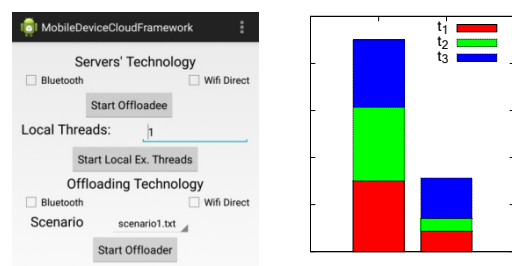 MobileDeviceCloudFramework
Servers' Technology
Bluetooth Wifi Direct
Start Offloadee
Local Threads: 1
Start Local Ex. Threads
Offloading Technology
Bluetooth Wifi Direct
Scenario scenario1.txt
Start Offloader
t1
t2
t3